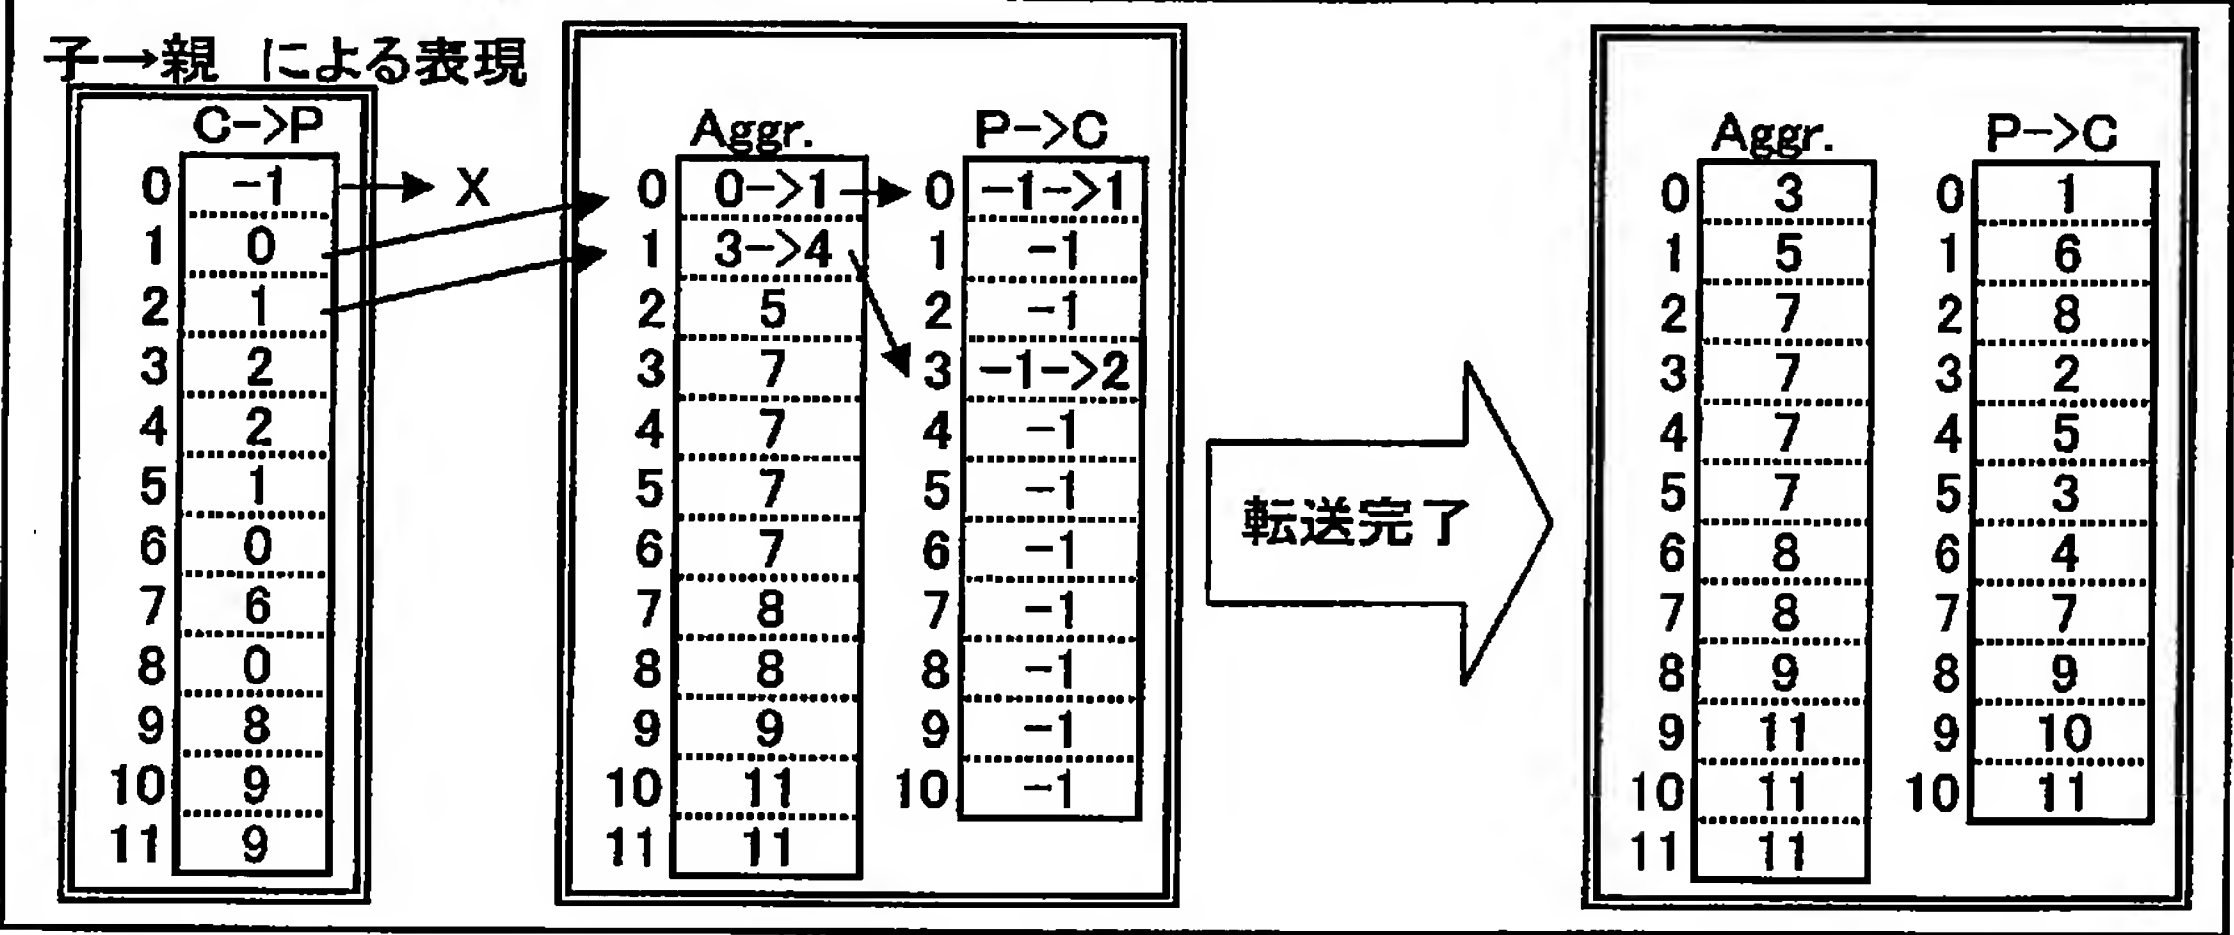 子→親 による表現
C->P
0 -1 X
1 0
2 1
3 2
4 2
5 1
6 0
7 6
8 0
9 8
10 9
11 9
Aggr. P->C
0 0->1 0 -1->1
1 3->4 1 -1
2 5 2 -1
3 7 3 -1->2
4 7 4 -1
5 7 5 -1
6 7 6 -1
7 8 7 -1
8 8 8 -1
9 9 9 -1
10 11 10 -1
11 11
転送完了
Aggr. P->C
0 3 0 1
1 5 1 6
2 7 2 8
3 7 3 2
4 7 4 5
5 7 5 3
6 8 6 4
7 8 7 7
8 9 8 9
9 11 9 10
10 11 10 11
11 11